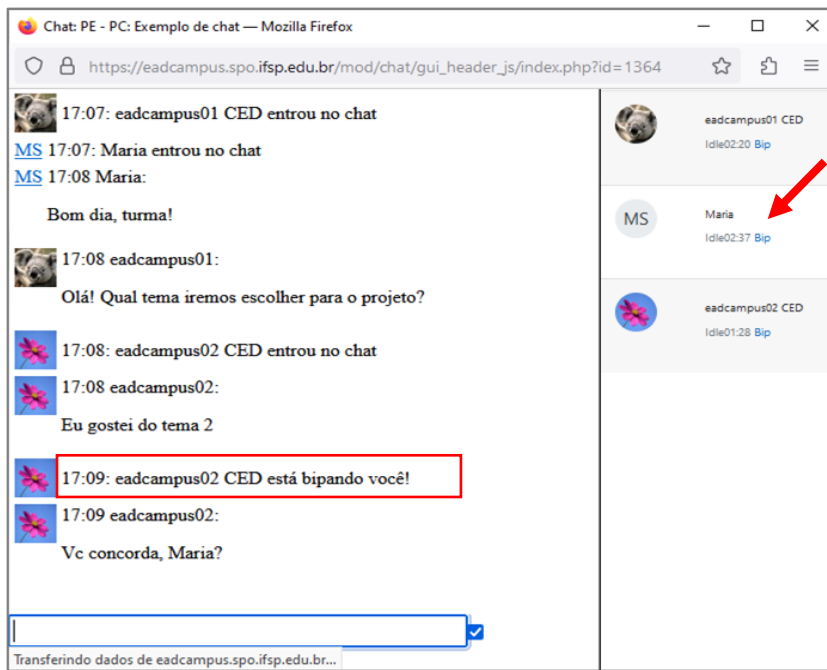 Chat: PE - PC: Exemplo de chat — Mozilla Firefox
https://eadcampus.spo.ifsp.edu.br/mod/chat/gui_header_js/index.php?id=1364
17:07: eadcampus01 CED entrou no chat
MS 17:07: Maria entrou no chat
MS 17:08 Maria:
Bom dia, turma!
17:08 eadcampus01:
Olá! Qual tema iremos escolher para o projeto?
17:08: eadcampus02 CED entrou no chat
17:08 eadcampus02:
Eu gostei do tema 2
17:09: eadcampus02 CED está bipando você!
17:09 eadcampus02:
Vc concorda, Maria?
Transferindo dados de eadcampus.spo.ifsp.edu.br...
eadcampus01 CED
Idle02:20 Bip
MS
Maria
Idle02:37 Bip
eadcampus02 CED
Idle01:28 Bip